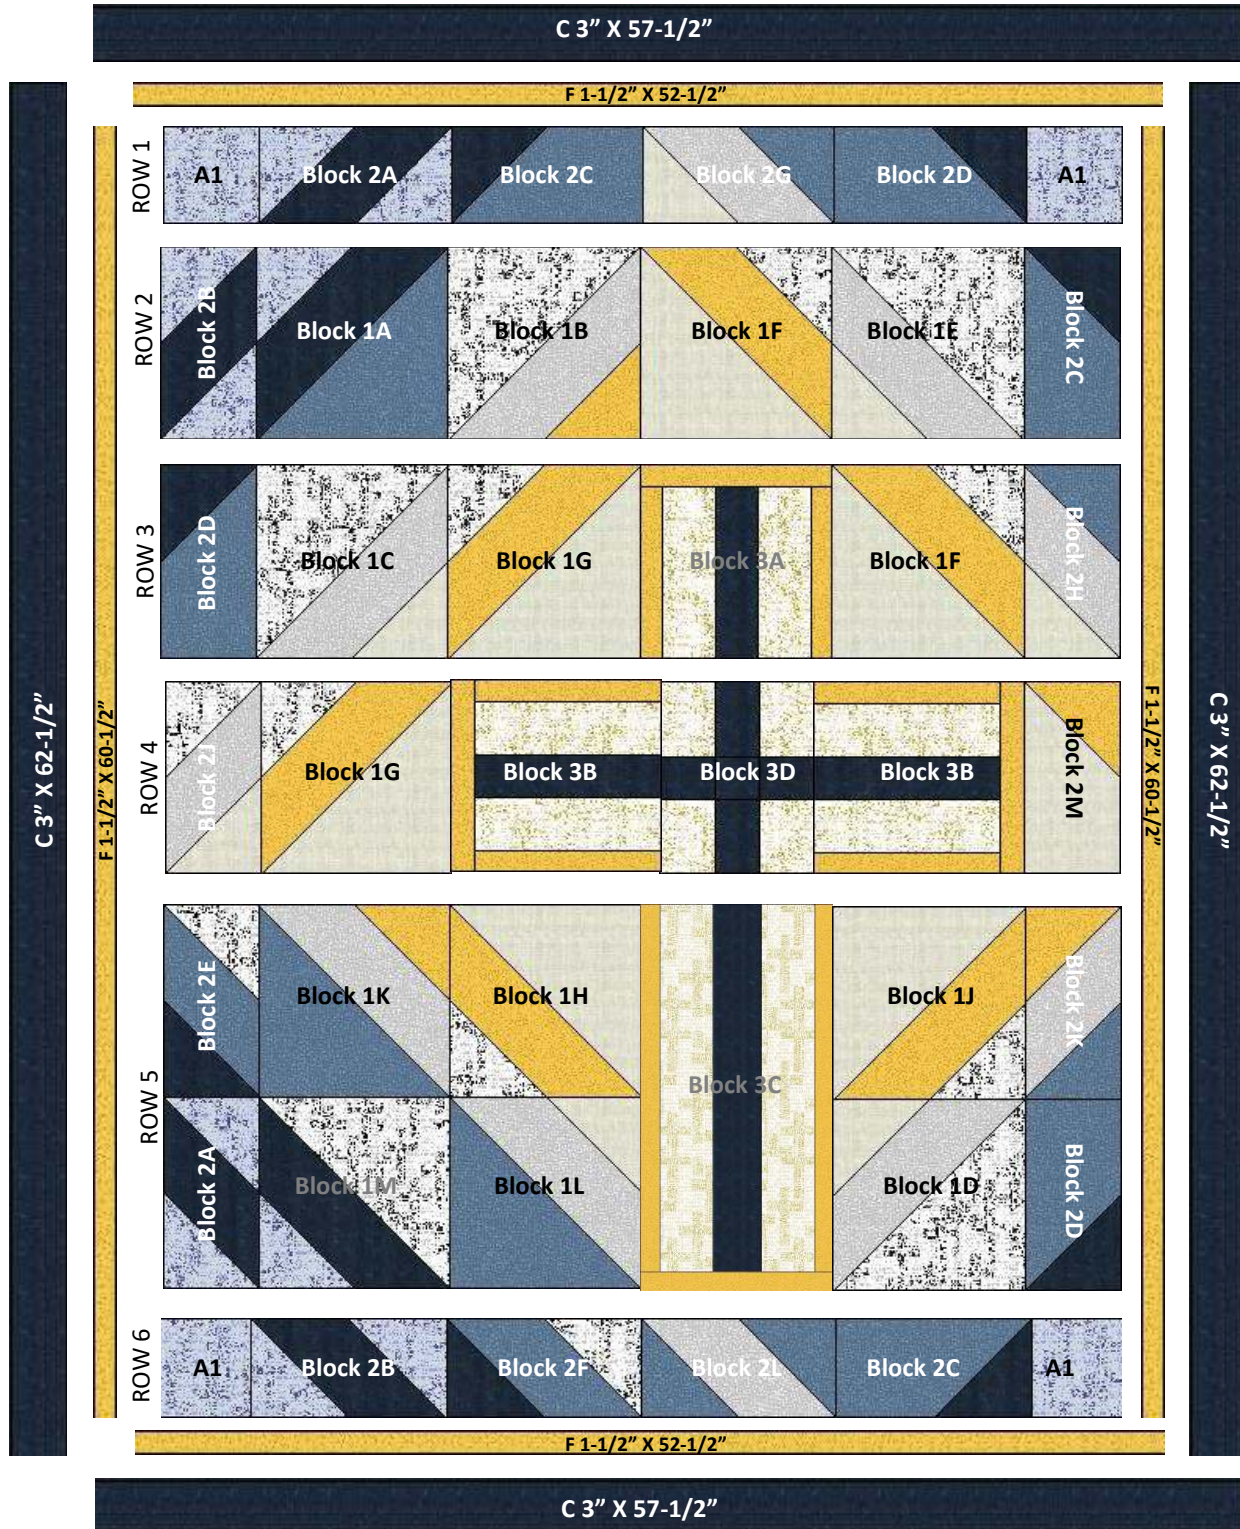 C 3” X 57-1/2”
F 1-1/2” X 52-1/2”
C 3” X 62-1/2”
F 1-1/2” X 60-1/2”
ROW 1
A1
Block 2A
Block 2C
Block 2G
Block 2D
A1
ROW 2
Block 2B
Block 1A
Block 1B
Block 1F
Block 1E
Block 2C
ROW 3
Block 2D
Block 1C
Block 1G
Block 3A
Block 1F
Block 2H
ROW 4
Block 2J
Block 1G
Block 3B
Block 3D
Block 3B
Block 2M
ROW 5
Block 2E
Block 1K
Block 1H
Block 3C
Block 1J
Block 2K
Block 2A
Block 1M
Block 1L
Block 1D
Block 2D
ROW 6
A1
Block 2B
Block 2F
Block 2L
Block 2C
A1
F 1-1/2” X 60-1/2”
C 3” X 62-1/2”
F 1-1/2” X 52-1/2”
C 3” X 57-1/2”